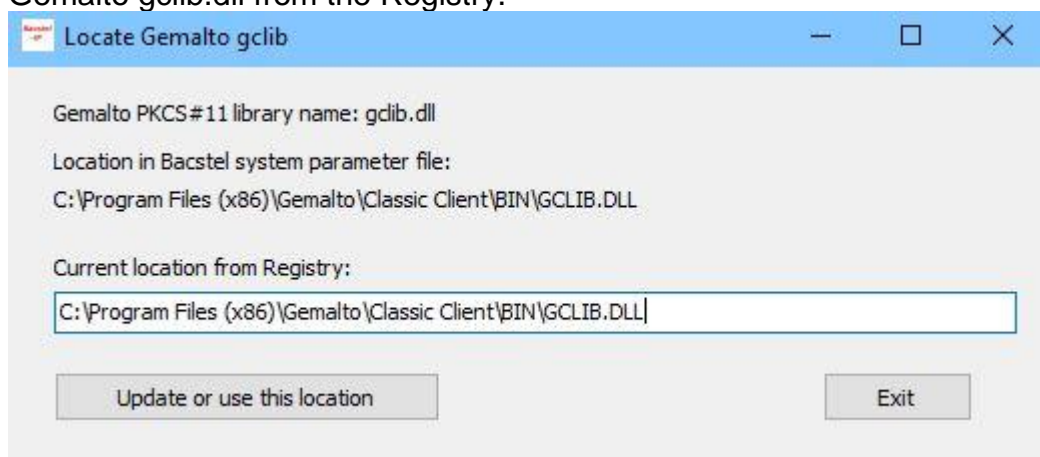 Gemalto gclib.dll from the Registry.
Locate Gemalto gclib
Gemalto PKCS#11 library name: gclib.dll
Location in Bacstel system parameter file:
C:\Program Files (x86)\Gemalto\Classic Client\BIN\GCLIB.DLL
Current location from Registry:
C:\Program Files (x86)\Gemalto\Classic Client\BIN\GCLIB.DLL
Update or use this location
Exit